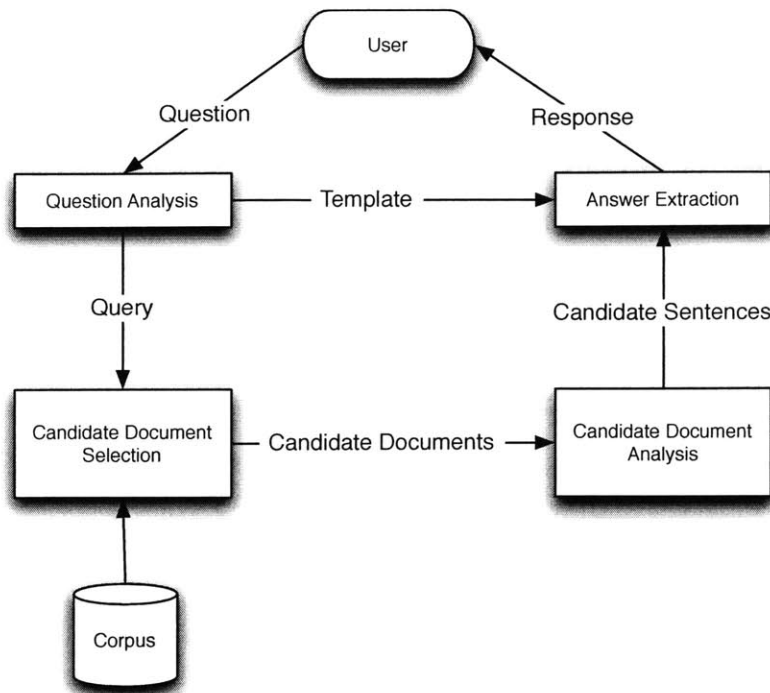 User
Question
Response
Question Analysis
Template
Answer Extraction
Query
Candidate Sentences
Candidate Document
Selection
Candidate Documents
Candidate Document
Analysis
Corpus